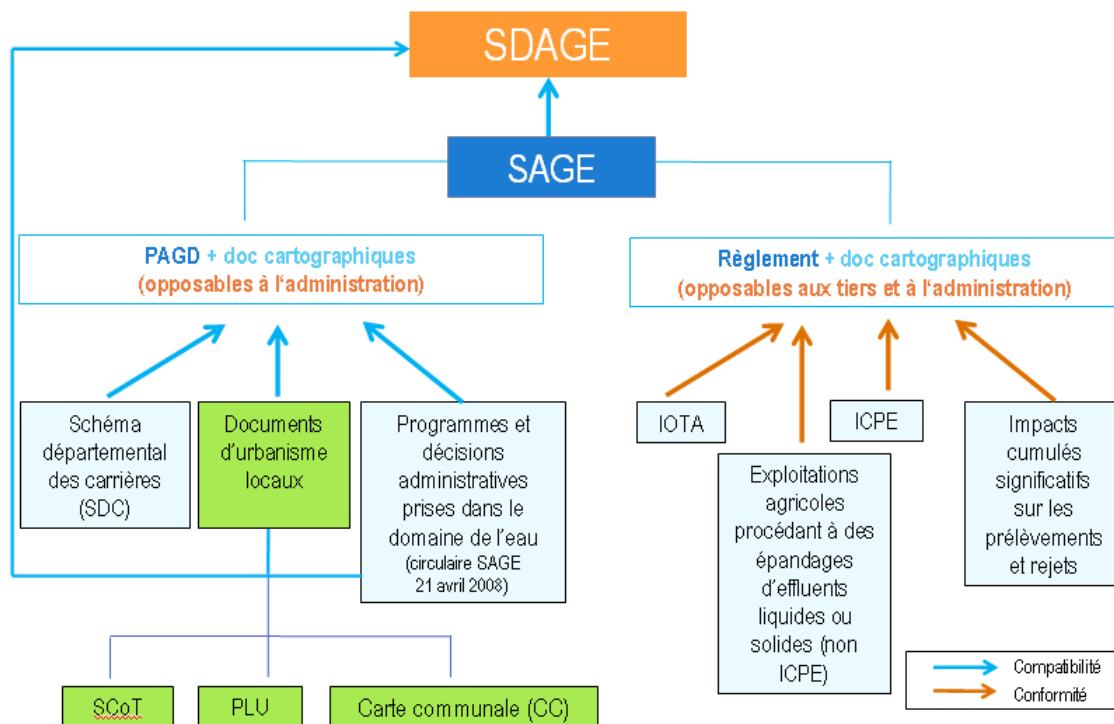 SDAGE
SAGE
PAGD + doc cartographiques
(opposables à l'administration)
Règlement + doc cartographiques
(opposables aux tiers et à l'administration)
Schéma
départemental
des carrières
(SDC)
Documents
d'urbanisme
locaux
Programmes et
décisions
administratives
prises dans le
domaine de l'eau
(circulaire SAGE
21 avril 2008)
IOTA
Exploitations
agricoles
procédant à des
épandages
d'effluents
liquides ou
solides (non
ICPE)
ICPE
Impacts
cumulés
significatifs
sur les
prélèvements
et rejets
SCoT
PLU
Carte communale (CC)
Compatibilité
Conformité